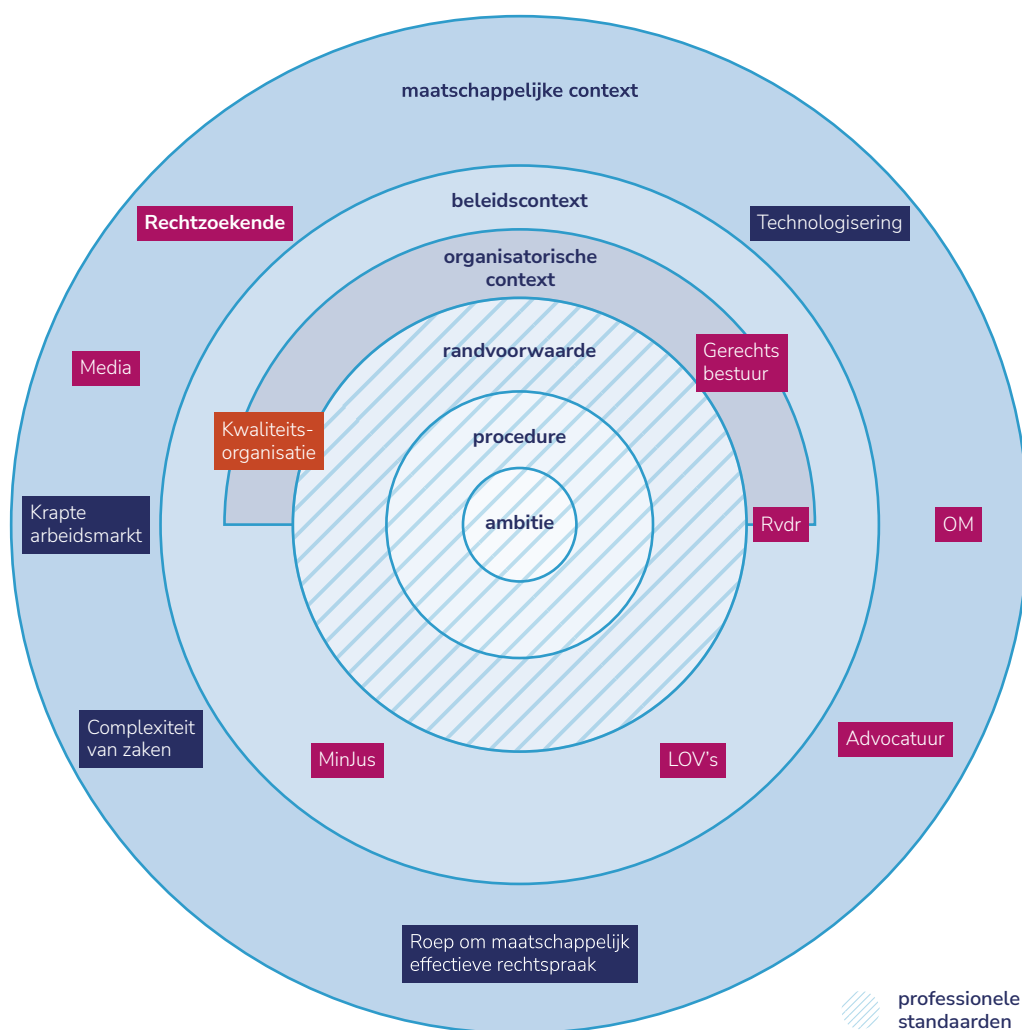 maatschappelijke context
Rechtzoekende
beleidscontext
Technologisering
organisatorische
context
randvoorwaarde
Gerechts
bestuur
Media
Kwaliteits-
organisatie
procedure
Krapte
arbeidsmarkt
ambitie
Rvdr
OM
Complexiteit
van zaken
MinJus
LOV's
Advocatuur
Roep om maatschappelijk
effectieve rechtspraak
professionele
standaarden